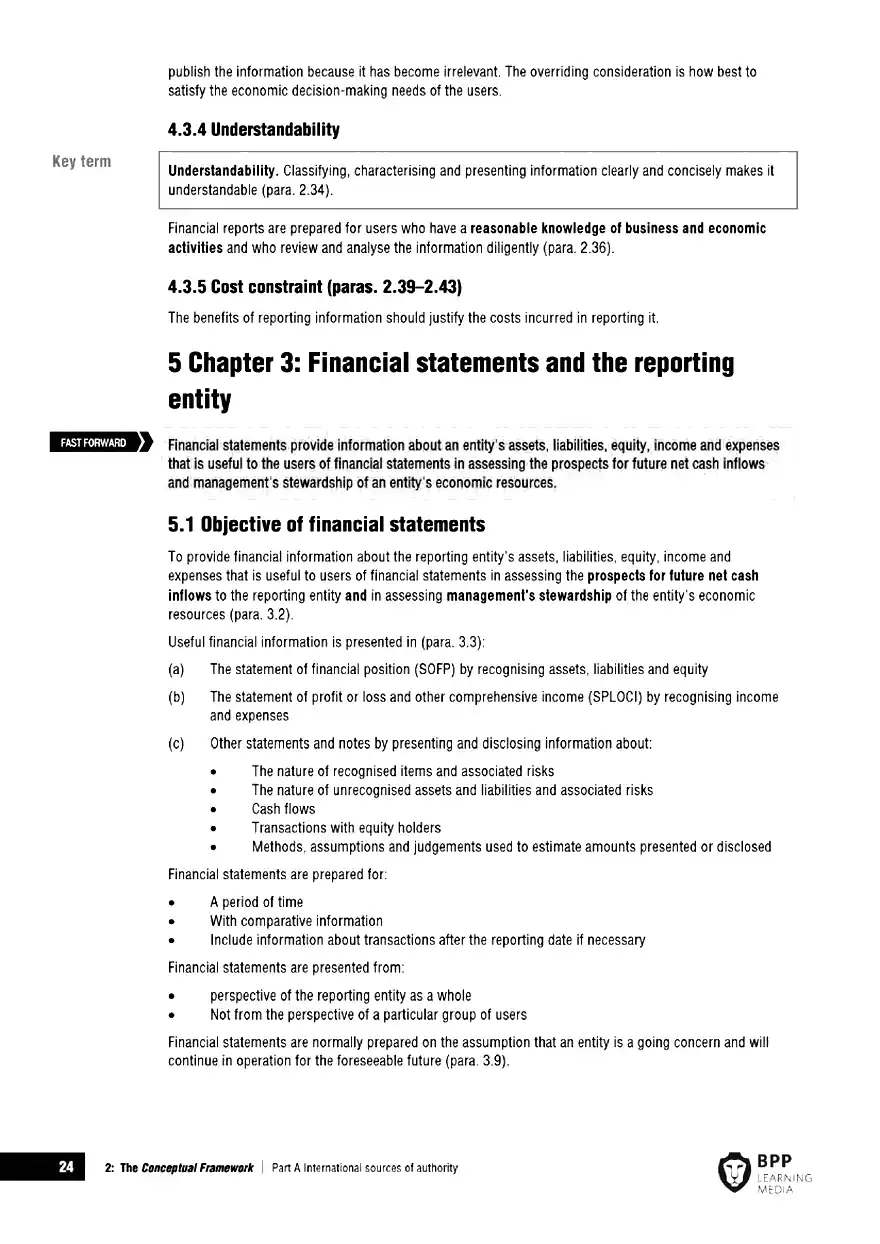 publish the information because it has become irrelevant. The overriding consideration is how best to
satisfy the economic decision-making needs of the users.
4.3.4 Understandability
Key term
Understandability. Classifying, characterising and presenting information clearly and concisely makes it
understandable (para. 2.34).
Financial reports are prepared for users who have a reasonable knowledge of business and economic
activities and who review and analyse the information diligently (para. 2.36).
4.3.5 Cost constraint (paras. 2.39–2.43)
The benefits of reporting information should justify the costs incurred in reporting it.
5 Chapter 3: Financial statements and the reporting
entity
FAST FORWARD
Financial statements provide information about an entity's assets, liabilities, equity, income and expenses
that is useful to the users of financial statements in assessing the prospects for future net cash inflows
and management's stewardship of an entity's economic resources.
5.1 Objective of financial statements
To provide financial information about the reporting entity's assets, liabilities, equity, income and
expenses that is useful to users of financial statements in assessing the prospects for future net cash
inflows to the reporting entity and in assessing management's stewardship of the entity's economic
resources (para. 3.2).
Useful financial information is presented in (para. 3.3):
(a) The statement of financial position (SOFP) by recognising assets, liabilities and equity
(b) The statement of profit or loss and other comprehensive income (SPLOCI) by recognising income
and expenses
(c) Other statements and notes by presenting and disclosing information about:
• The nature of recognised items and associated risks
• The nature of unrecognised assets and liabilities and associated risks
• Cash flows
• Transactions with equity holders
• Methods, assumptions and judgements used to estimate amounts presented or disclosed
Financial statements are prepared for:
• A period of time
• With comparative information
• Include information about transactions after the reporting date if necessary
Financial statements are presented from:
• perspective of the reporting entity as a whole
• Not from the perspective of a particular group of users
Financial statements are normally prepared on the assumption that an entity is a going concern and will
continue in operation for the foreseeable future (para. 3.9).
24 2: The Conceptual Framework | Part A International sources of authority
BPP
LEARNING
MEDIA